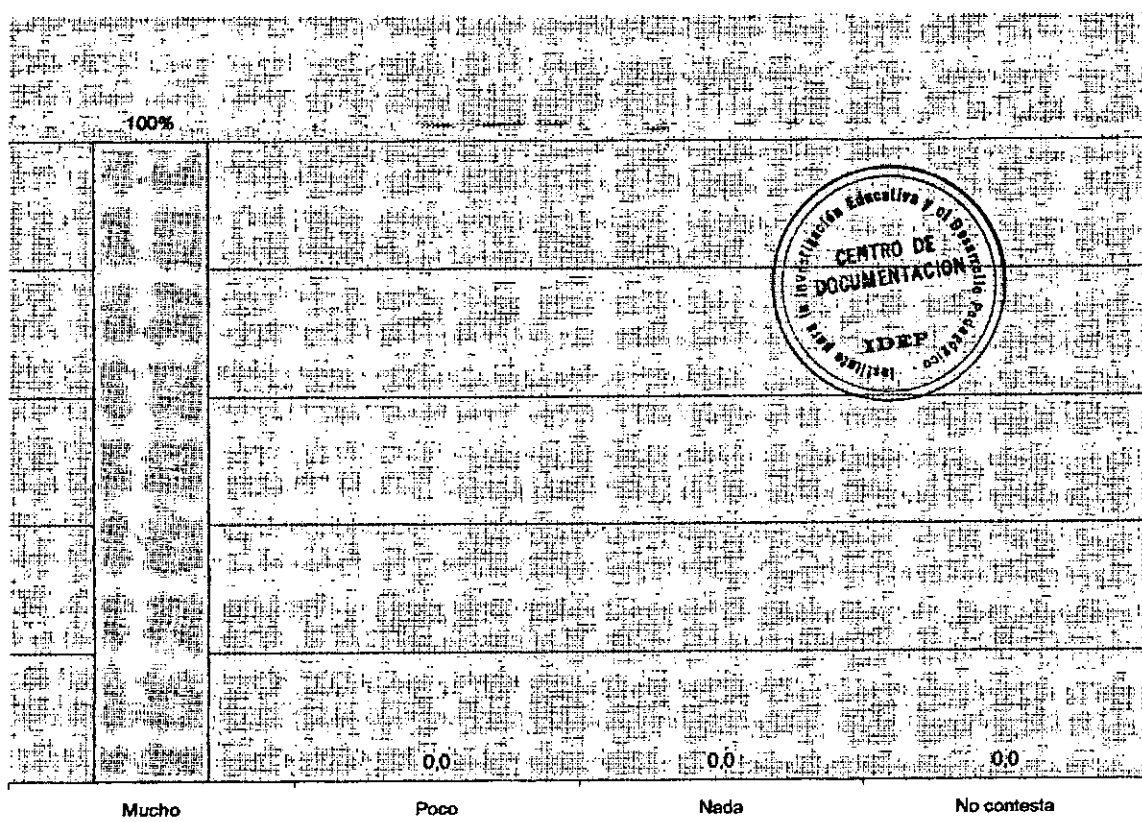 100%
Instituto para la Investigación Educativa y el Desarrollo Pedagógico
CENTRO DE
DOCUMENTACION
IDEP
0,0
0,0
0,0
Mucho
Poco
Nada
No contesta